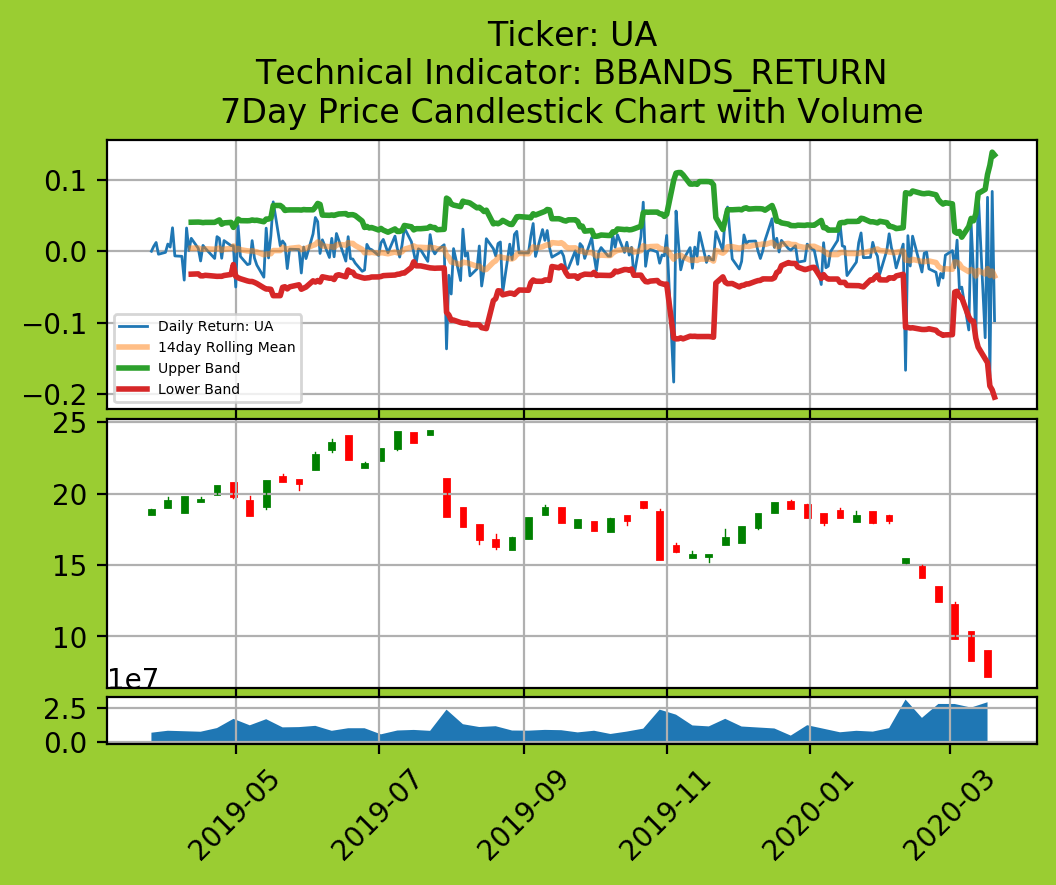 Ticker: UA
Technical Indicator: BBANDS_RETURN
7Day Price Candlestick Chart with Volume
0.1
0.0
−0.1
−0.2
Daily Return: UA
14day Rolling Mean
Upper Band
Lower Band
25
20
15
10
1e7
2.5
0.0
2019-05
2019-07
2019-09
2019-11
2020-01
2020-03